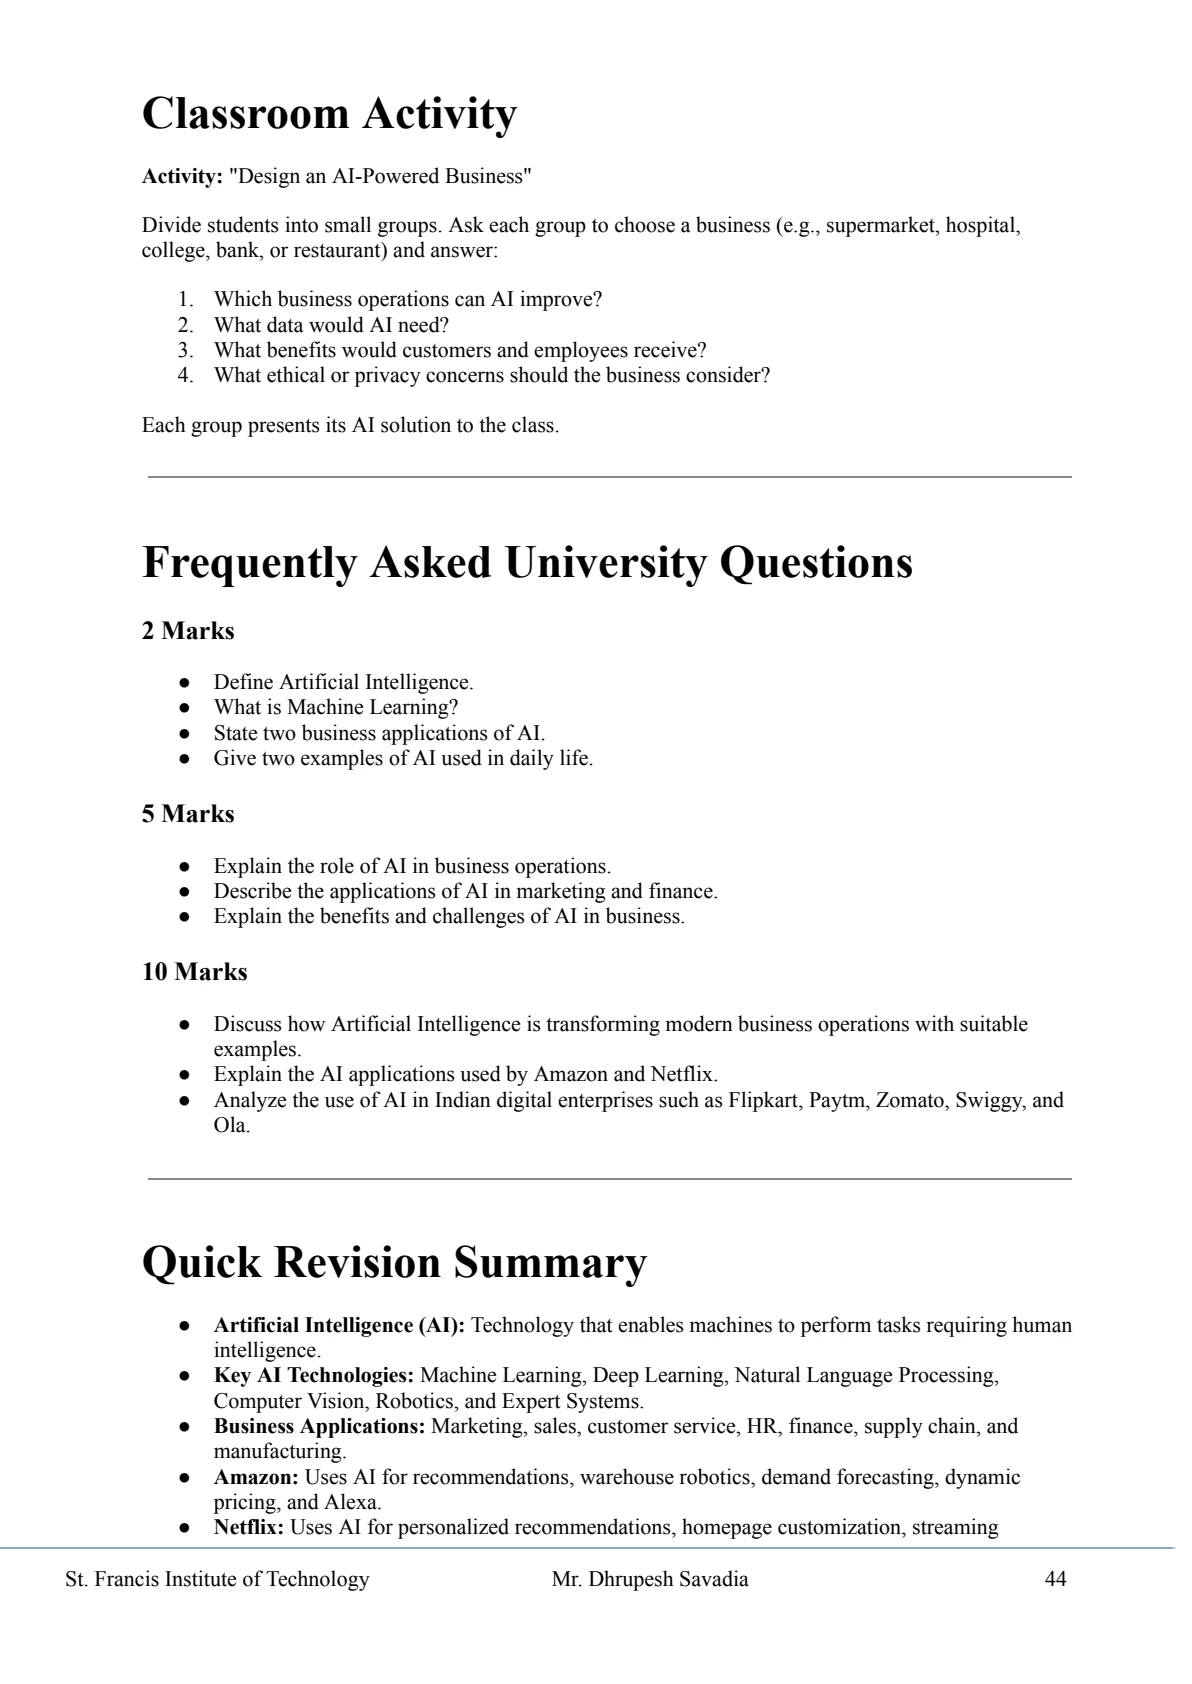 Classroom Activity
Activity: "Design an AI-Powered Business"
Divide students into small groups. Ask each group to choose a business (e.g., supermarket, hospital,
college, bank, or restaurant) and answer:
1. Which business operations can AI improve?
2. What data would AI need?
3. What benefits would customers and employees receive?
4. What ethical or privacy concerns should the business consider?
Each group presents its AI solution to the class.
Frequently Asked University Questions
2 Marks
● Define Artificial Intelligence.
● What is Machine Learning?
● State two business applications of AI.
● Give two examples of AI used in daily life.
5 Marks
● Explain the role of AI in business operations.
● Describe the applications of AI in marketing and finance.
● Explain the benefits and challenges of AI in business.
10 Marks
● Discuss how Artificial Intelligence is transforming modern business operations with suitable
examples.
● Explain the AI applications used by Amazon and Netflix.
● Analyze the use of AI in Indian digital enterprises such as Flipkart, Paytm, Zomato, Swiggy, and
Ola.
Quick Revision Summary
● Artificial Intelligence (AI): Technology that enables machines to perform tasks requiring human
intelligence.
● Key AI Technologies: Machine Learning, Deep Learning, Natural Language Processing,
Computer Vision, Robotics, and Expert Systems.
● Business Applications: Marketing, sales, customer service, HR, finance, supply chain, and
manufacturing.
● Amazon: Uses AI for recommendations, warehouse robotics, demand forecasting, dynamic
pricing, and Alexa.
● Netflix: Uses AI for personalized recommendations, homepage customization, streaming
St. Francis Institute of Technology Mr. Dhrupesh Savadia 44